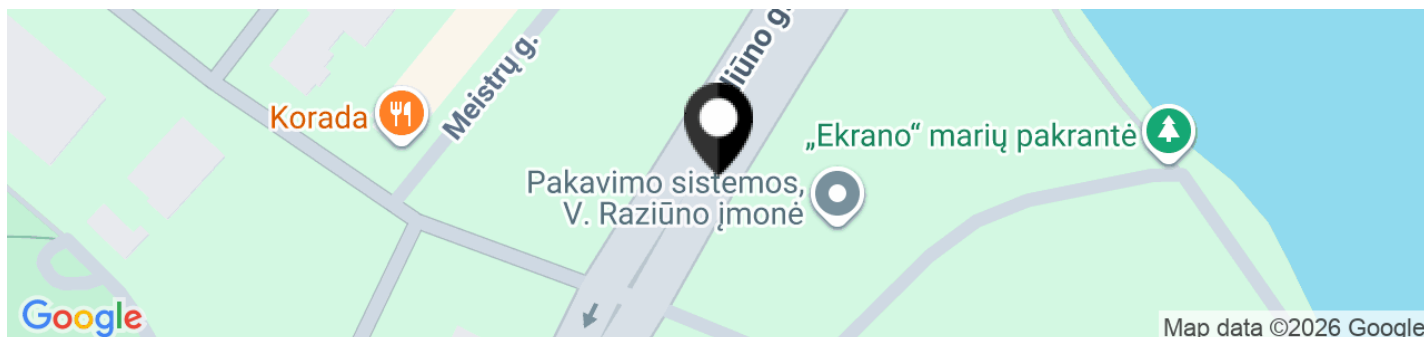 Meistrų g.
Korada
„Ekrano“ marių pakrantė
Pakavimo sistemos,
V. Raziūno įmonė
Google
Map data ©2026 Google